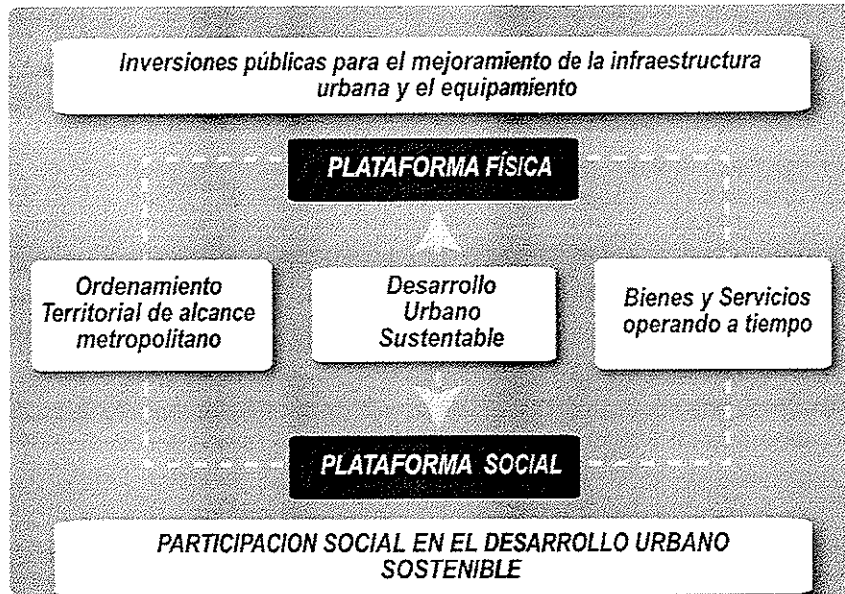 Inversiones públicas para el mejoramiento de la infraestructura
urbana y el equipamiento
PLATAFORMA FÍSICA
Ordenamiento
Territorial de alcance
metropolitano
Desarrollo
Urbano
Sustentable
Bienes y Servicios
operando a tiempo
PLATAFORMA SOCIAL
PARTICIPACION SOCIAL EN EL DESARROLLO URBANO
SOSTENIBLE